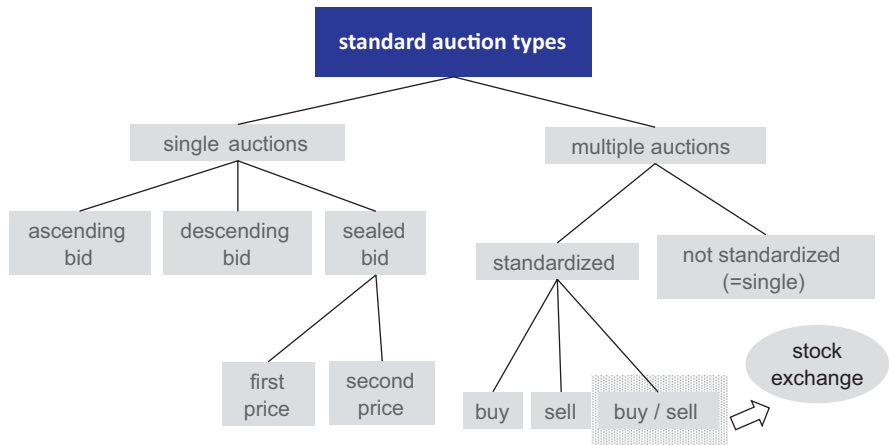 standard auction types
single auctions
multiple auctions
ascending
bid
descending
bid
sealed
bid
standardized
not standardized
(=single)
first
price
second
price
buy
sell
buy / sell
stock
exchange